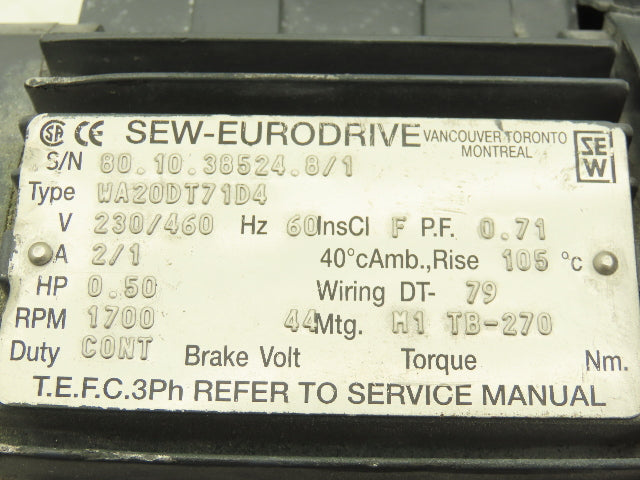 SA CE SEW-EURODRIVE VANCOUVER TORONTO MONTREAL SEW
S/N 80.10.38524.8/1
Type WA20DT71D4
V 230/460 Hz 60 InsCl F P.F. 0.71
A 2/1 40°cAmb.,Rise 105 °c
HP 0.50 Wiring DT- 79
RPM 1700 44 Mtg. M1 TB-270
Duty CONT Brake Volt Torque Nm.
T.E.F.C.3Ph REFER TO SERVICE MANUAL